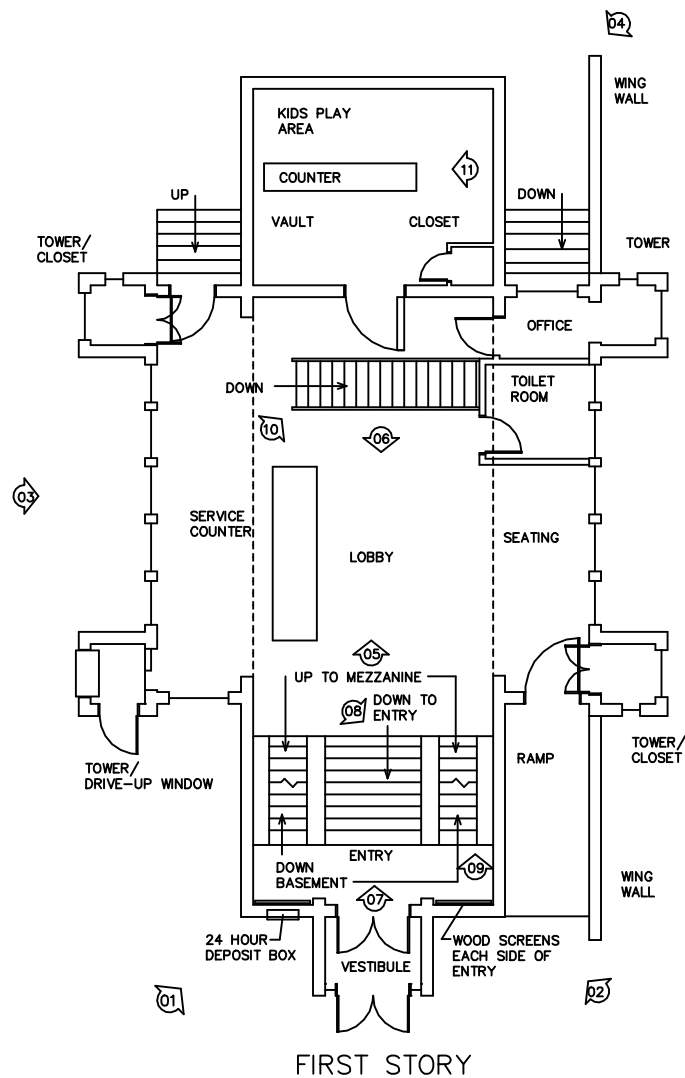 04
WING
WALL
KIDS PLAY
AREA
11
COUNTER
UP
DOWN
VAULT
CLOSET
TOWER/
CLOSET
TOWER
OFFICE
DOWN
TOILET
ROOM
10
06
03
SERVICE
COUNTER
SEATING
LOBBY
05
UP TO MEZZANINE
08
DOWN TO
ENTRY
TOWER/
DRIVE-UP WINDOW
RAMP
TOWER/
CLOSET
ENTRY
DOWN
BASEMENT
09
07
WING
WALL
24 HOUR
DEPOSIT BOX
WOOD SCREENS
EACH SIDE OF
ENTRY
VESTIBULE
01
02
FIRST STORY